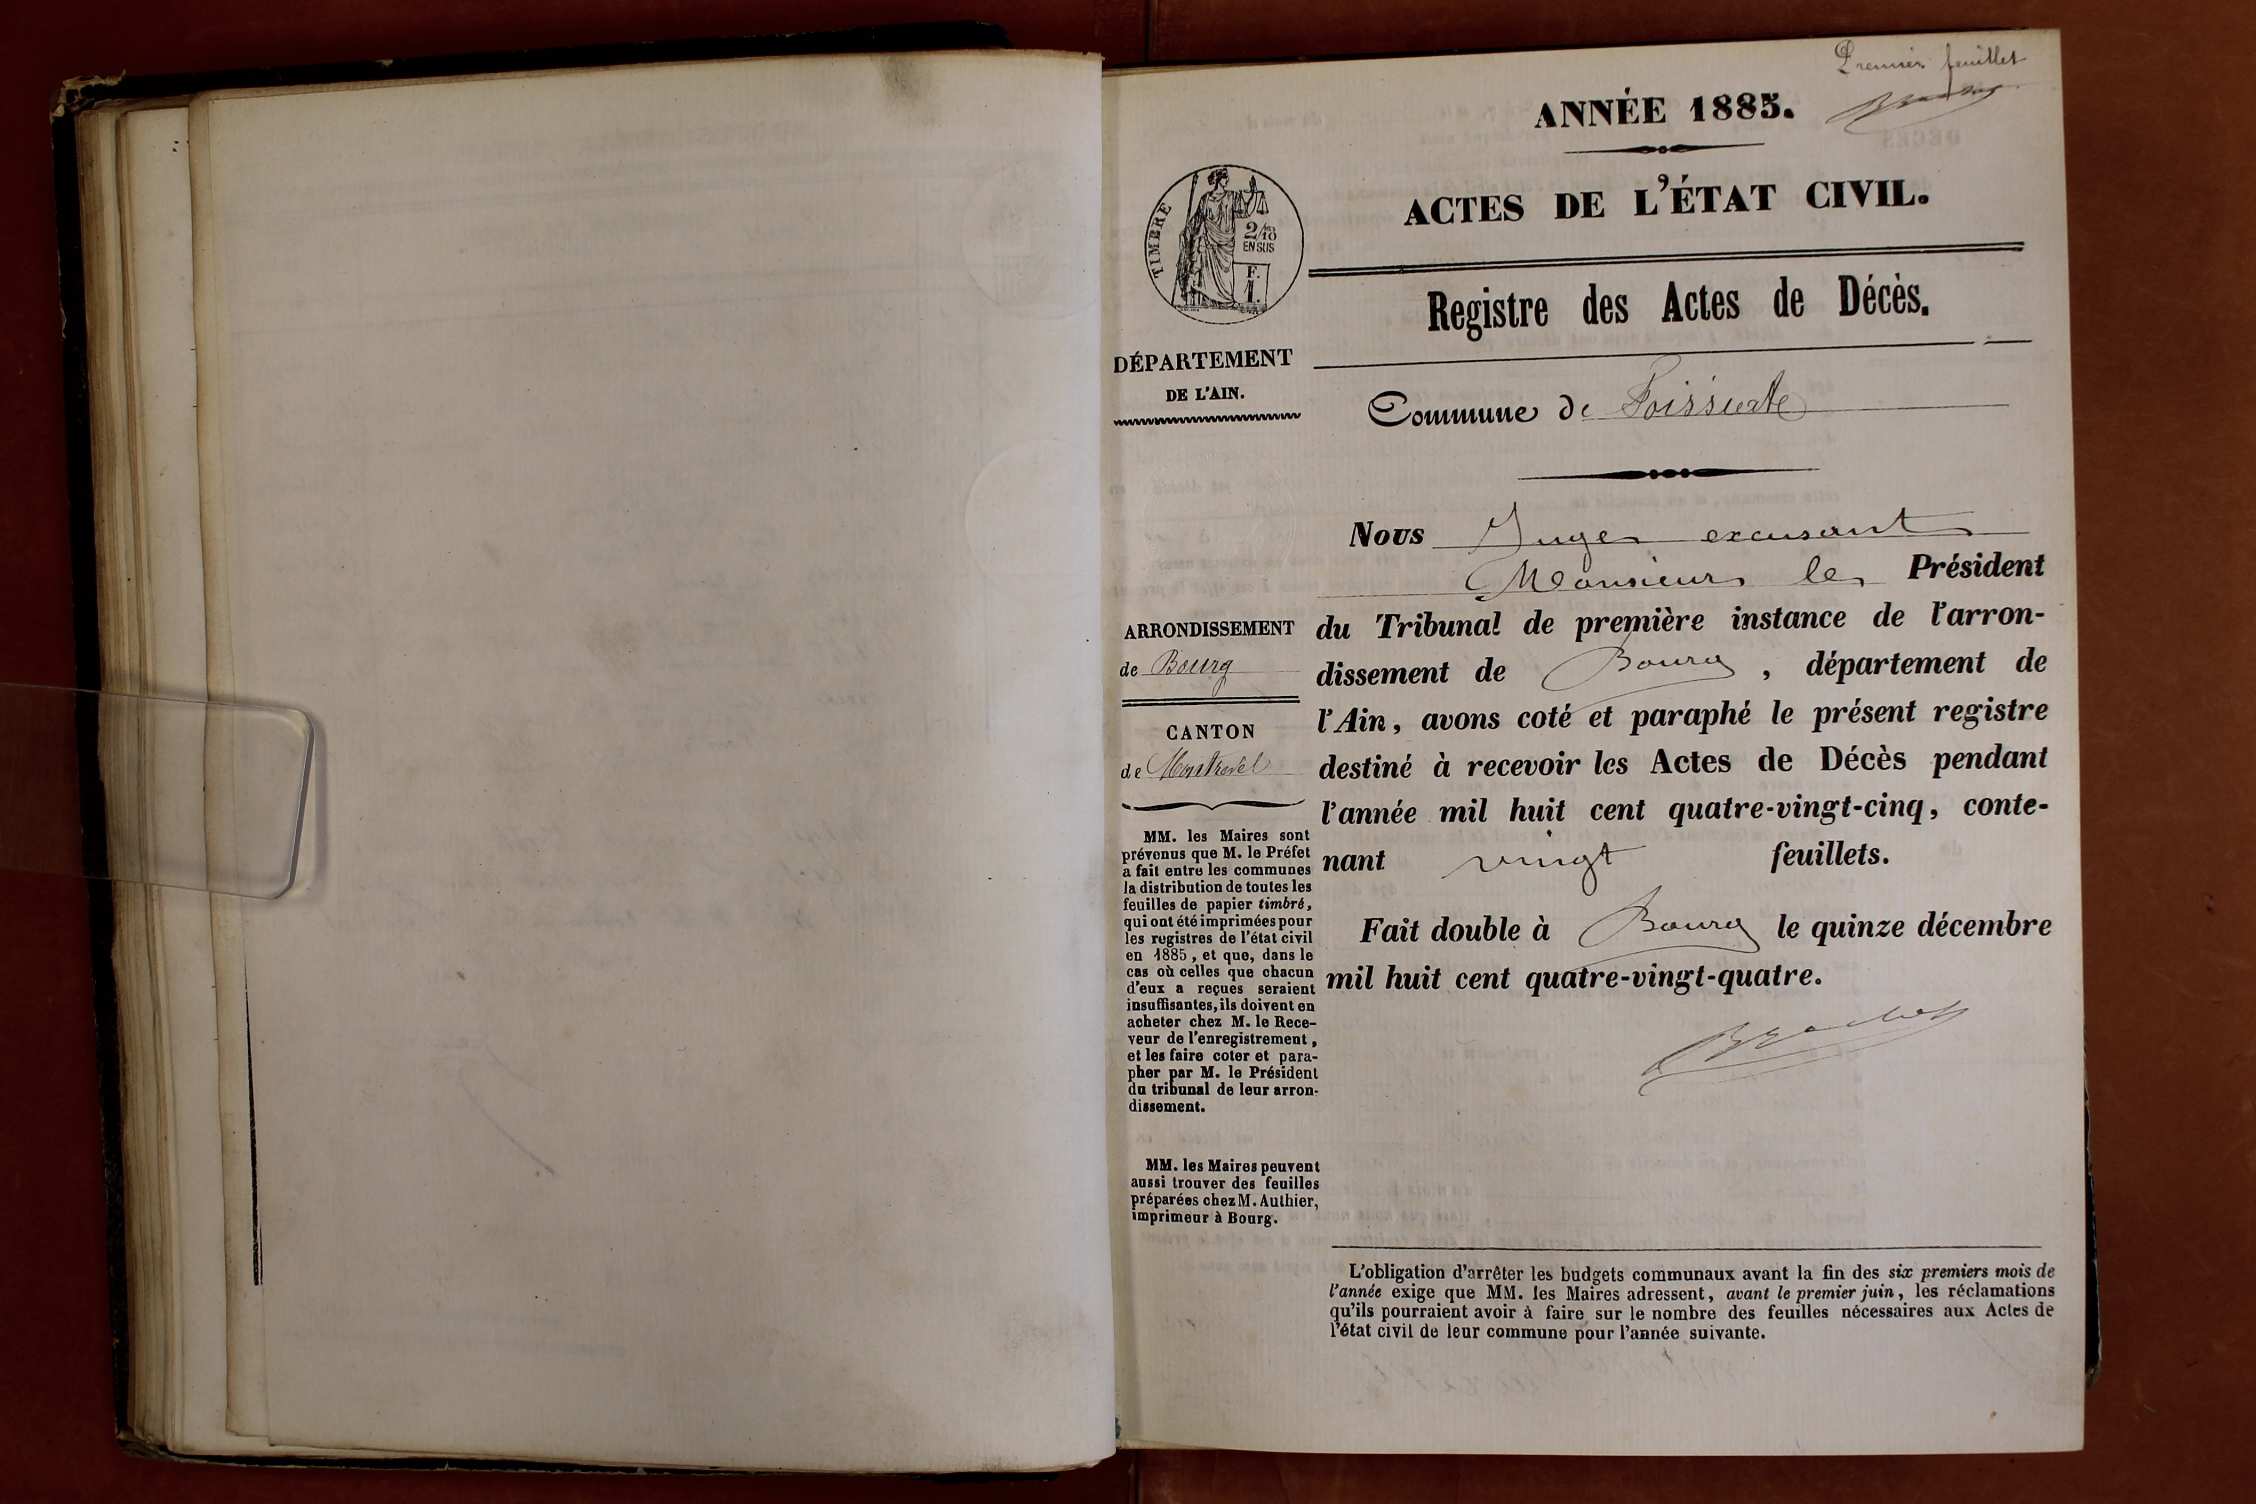 Premier feuillet
ANNÉE 1885.
ACTES DE L'ÉTAT CIVIL.
TIMBRE
2/10
EN SUS
F.
1.
Registre des Actes de Décès.
DÉPARTEMENT
DE L'AIN.
Commune de Foissiat
Nous Juge excusant
Monsieur le Président
du Tribunal de première instance de l'arron-
dissement de Bourg, département de
l'Ain, avons coté et paraphé le présent registre
destiné à recevoir les Actes de Décès pendant
l'année mil huit cent quatre-vingt-cinq, conte-
nant vingt feuillets.
Fait double à Bourg le quinze décembre
mil huit cent quatre-vingt-quatre.
ARRONDISSEMENT
de Bourg
CANTON
de Montrevel
MM. les Maires sont
prévenus que M. le Préfet
a fait entre les communes
la distribution de toutes les
feuilles de papier timbré,
qui ont été imprimées pour
les registres de l'état civil
en 1885, et que, dans le
cas où celles que chacun
d'eux a reçues seraient
insuffisantes, ils doivent en
acheter chez M. le Rece-
veur de l'enregistrement,
et les faire coter et para-
pher par M. le Président
du tribunal de leur arron-
dissement.
MM. les Maires peuvent
aussi trouver des feuilles
préparées chez M. Authier,
imprimeur à Bourg.
L'obligation d'arrêter les budgets communaux avant la fin des six premiers mois de
l'année exige que MM. les Maires adressent, avant le premier juin, les réclamations
qu'ils pourraient avoir à faire sur le nombre des feuilles nécessaires aux Actes de
l'état civil de leur commune pour l'année suivante.